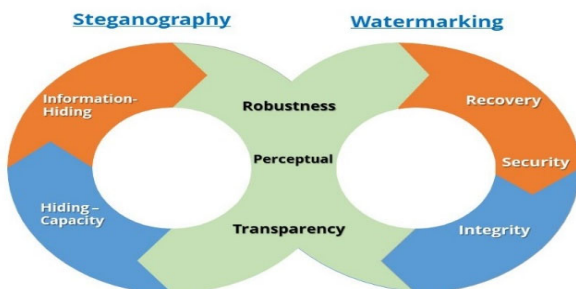 Steganography
Watermarking
Information-
Hiding
Hiding –
Capacity
Robustness
Perceptual
Transparency
Recovery
Security
Integrity